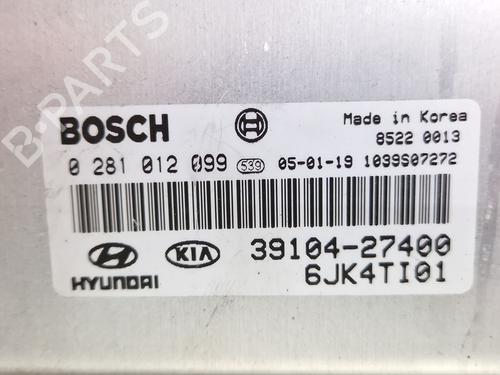 B-PARTS
BOSCH
Made in Korea
8522 0013
0 281 012 099 539 05-01-19 1039S07272
HYUNDAI KIA 39104-27400
6JK4TI01